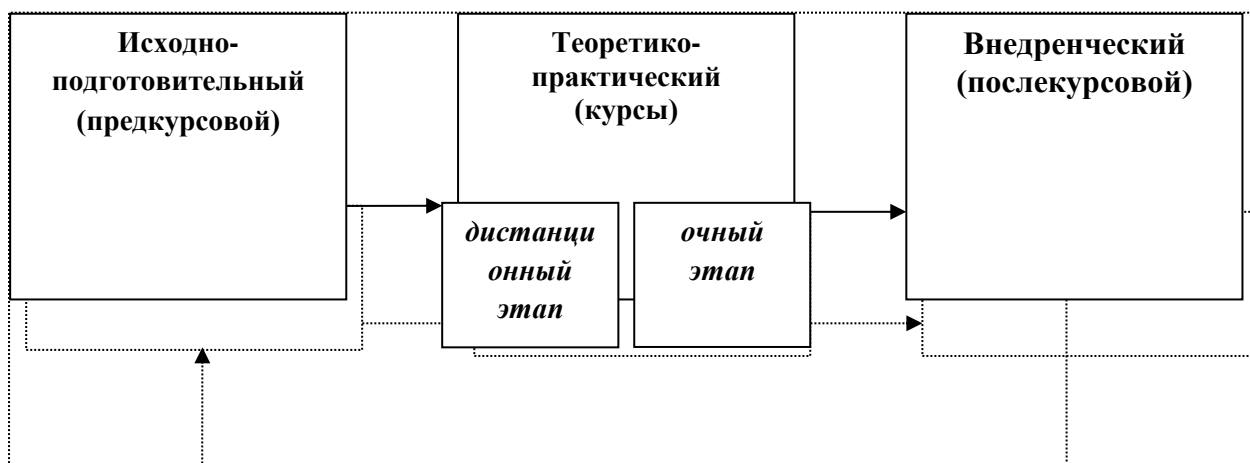 Исходно-
подготовительный
(предкурсовой)
Теоретико-
практический
(курсы)
дистанци
онный
этап
очный
этап
Внедренческий
(послекурсовой)